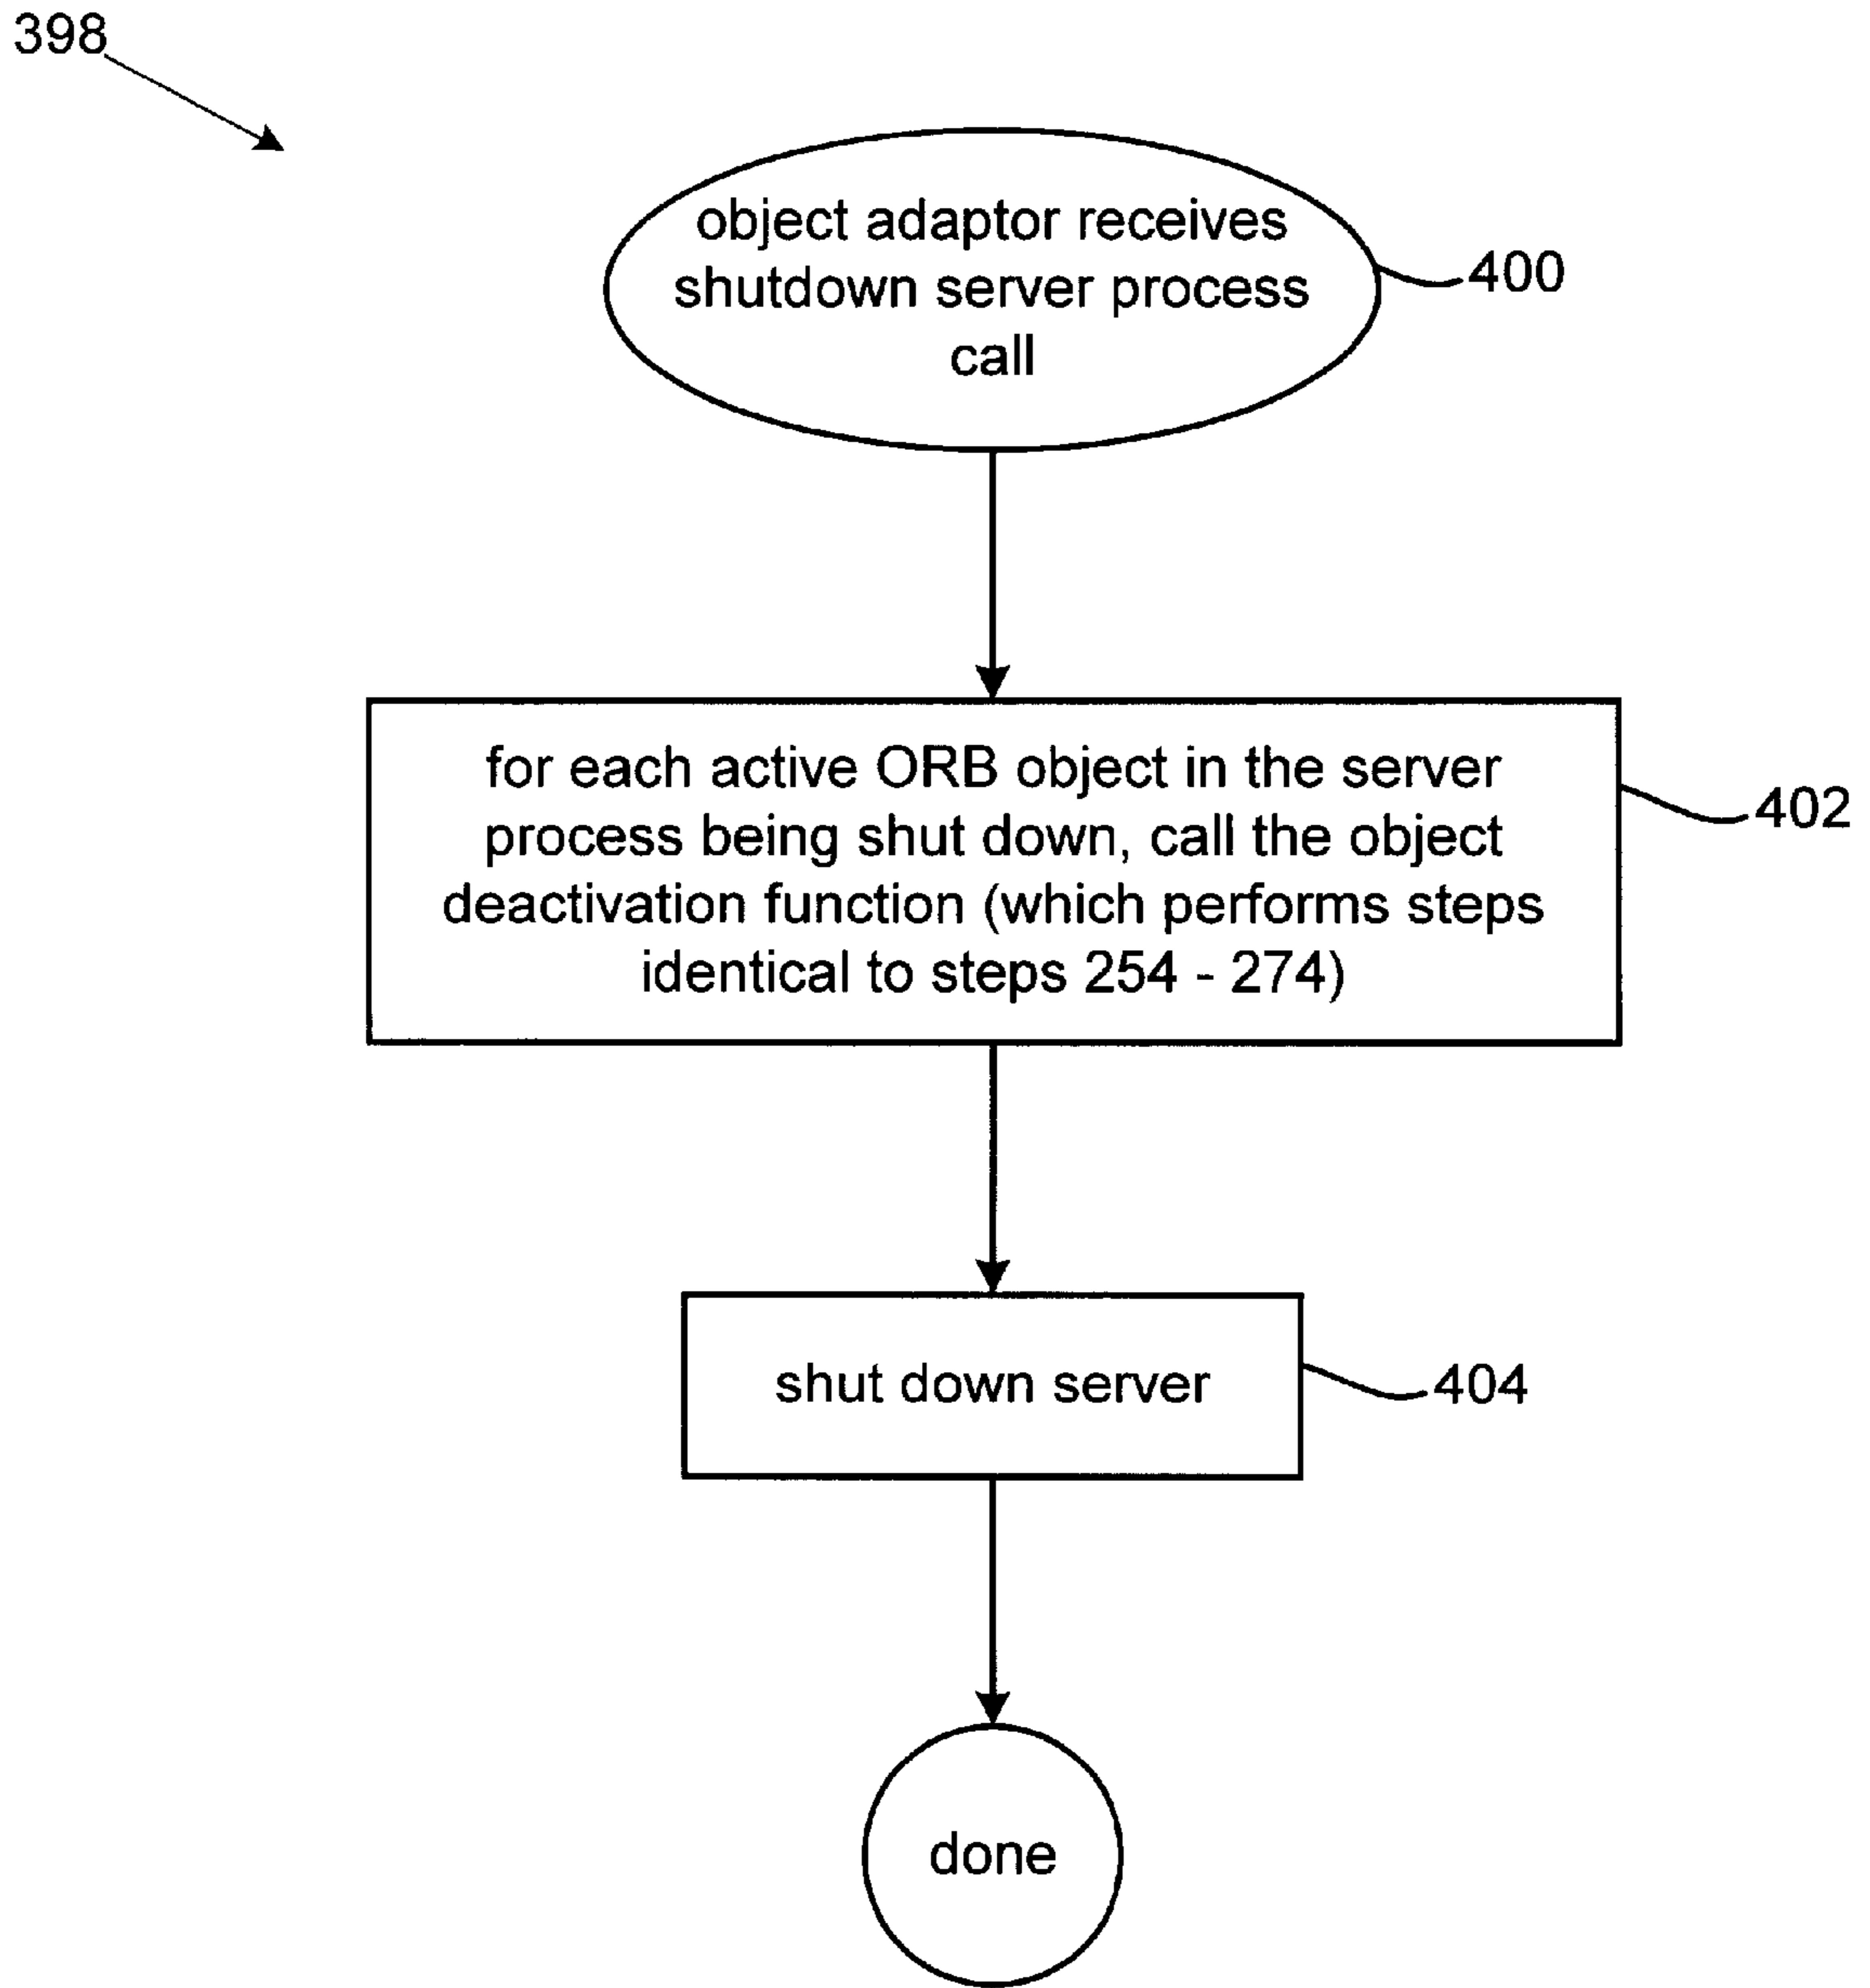 398
object adaptor receives
shutdown server process
call
400
for each active ORB object in the server
process being shut down, call the object
deactivation function (which performs steps
identical to steps 254 - 274)
402
shut down server
404
done